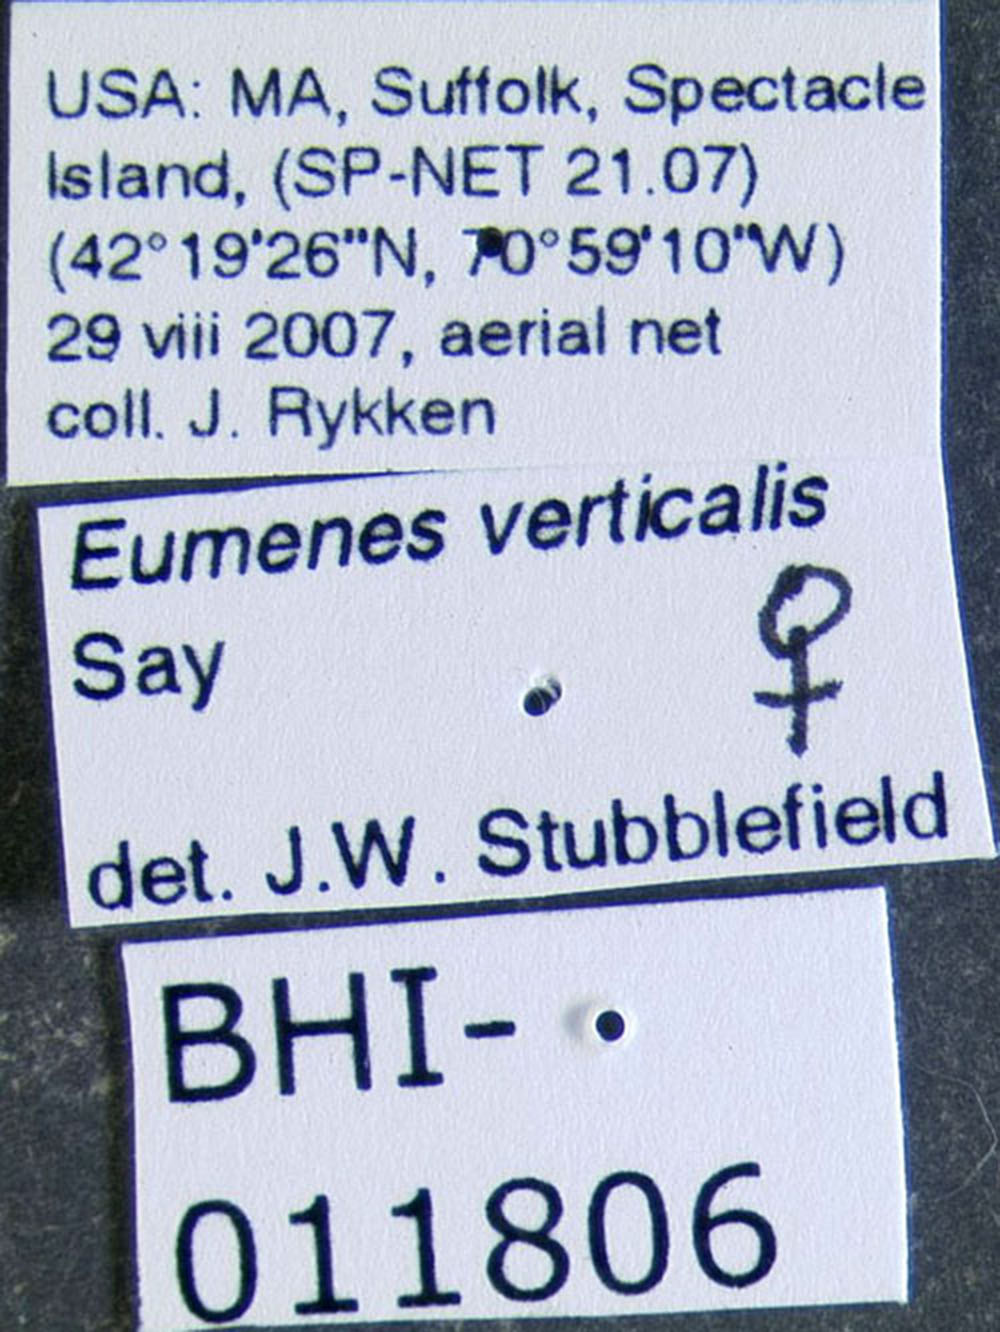 USA: MA, Suffolk, Spectacle
Island, (SP-NET 21.07)
(42°19'26"N, 70°59'10"W)
29 viii 2007, aerial net
coll. J. Rykken
Eumenes verticalis
Say ♀
det. J.W. Stubblefield
BHI-
011806